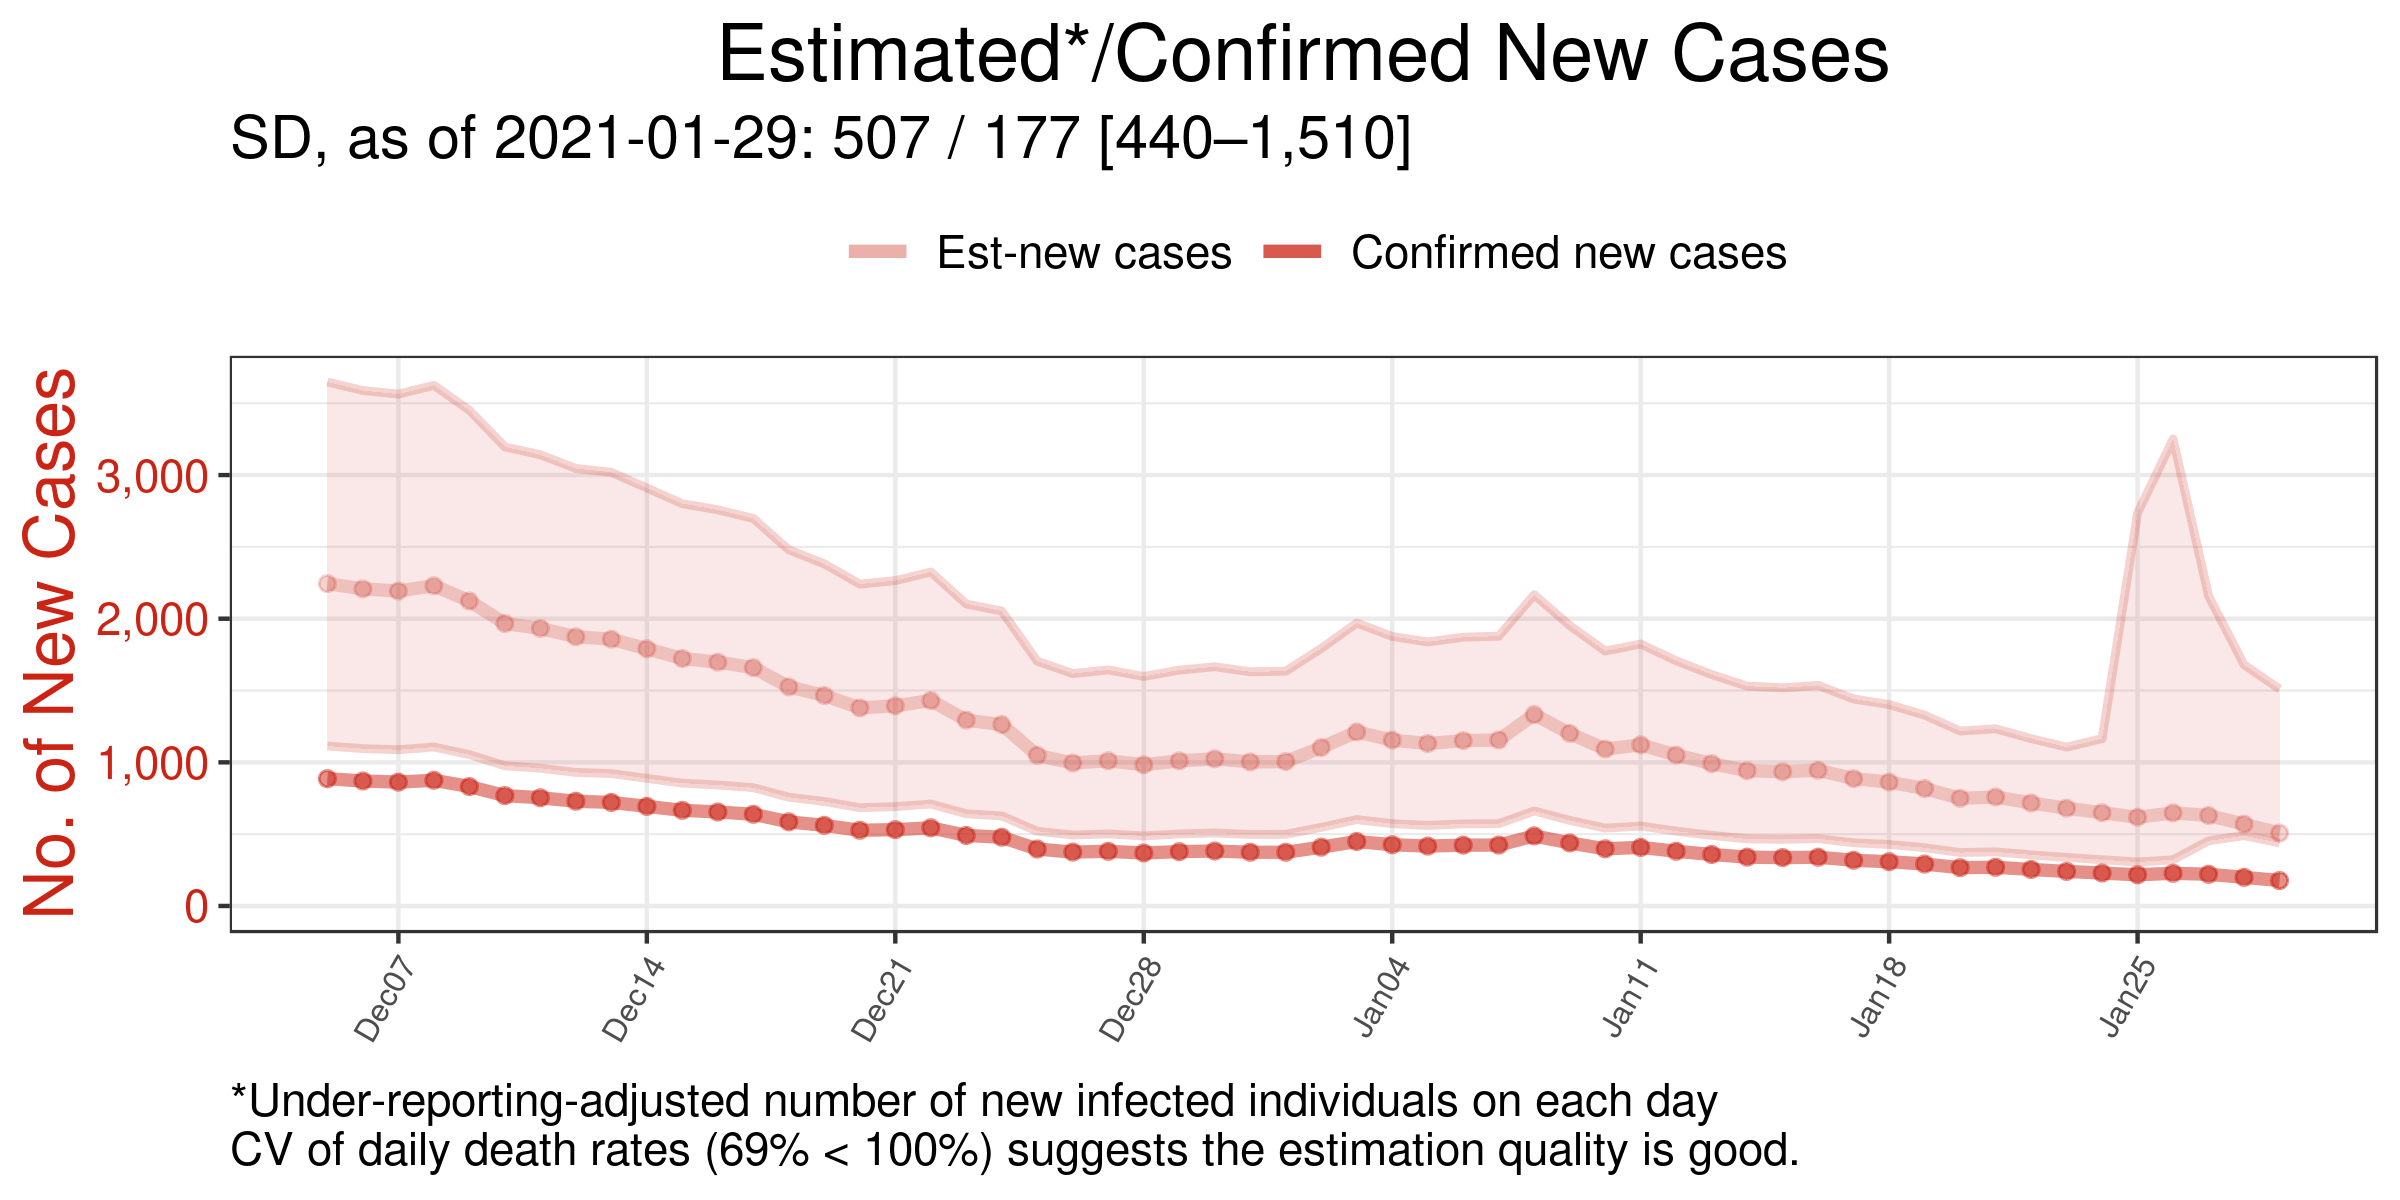 Estimated*/Confirmed New Cases
SD, as of 2021-01-29: 507 / 177 [440–1,510]
Est-new cases
Confirmed new cases
No. of New Cases
3,000
2,000
1,000
0
Dec07
Dec14
Dec21
Dec28
Jan04
Jan11
Jan18
Jan25
*Under-reporting-adjusted number of new infected individuals on each day
CV of daily death rates (69% < 100%) suggests the estimation quality is good.